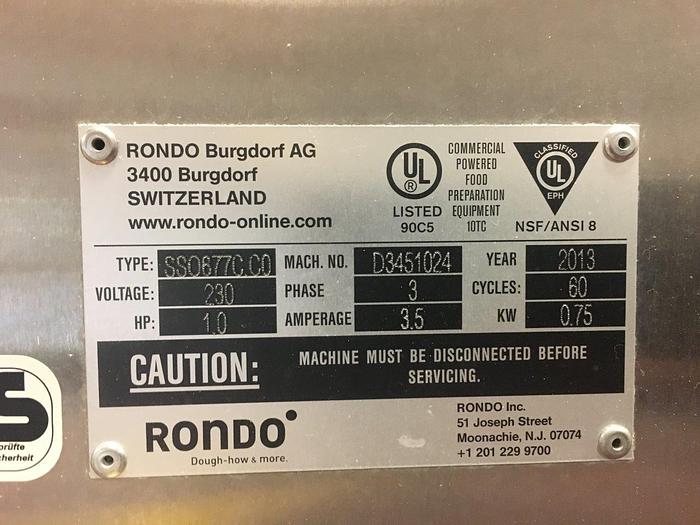 RONDO Burgdorf AG
3400 Burgdorf
SWITZERLAND
www.rondo-online.com
UL
®
LISTED
90C5
COMMERCIAL
POWERED
FOOD
PREPARATION
EQUIPMENT
10TC
CLASSIFIED
UL
EPH
NSF/ANSI 8
TYPE: SSO677C.C0 MACH. NO. D3451024 YEAR 2013
VOLTAGE: 230 PHASE 3 CYCLES: 60
HP: 1.0 AMPERAGE 3.5 KW 0.75
CAUTION: MACHINE MUST BE DISCONNECTED BEFORE
SERVICING.
RONDO
Dough-how & more.
RONDO Inc.
51 Joseph Street
Moonachie, N.J. 07074
+1 201 229 9700
S
prüfte
cherheit